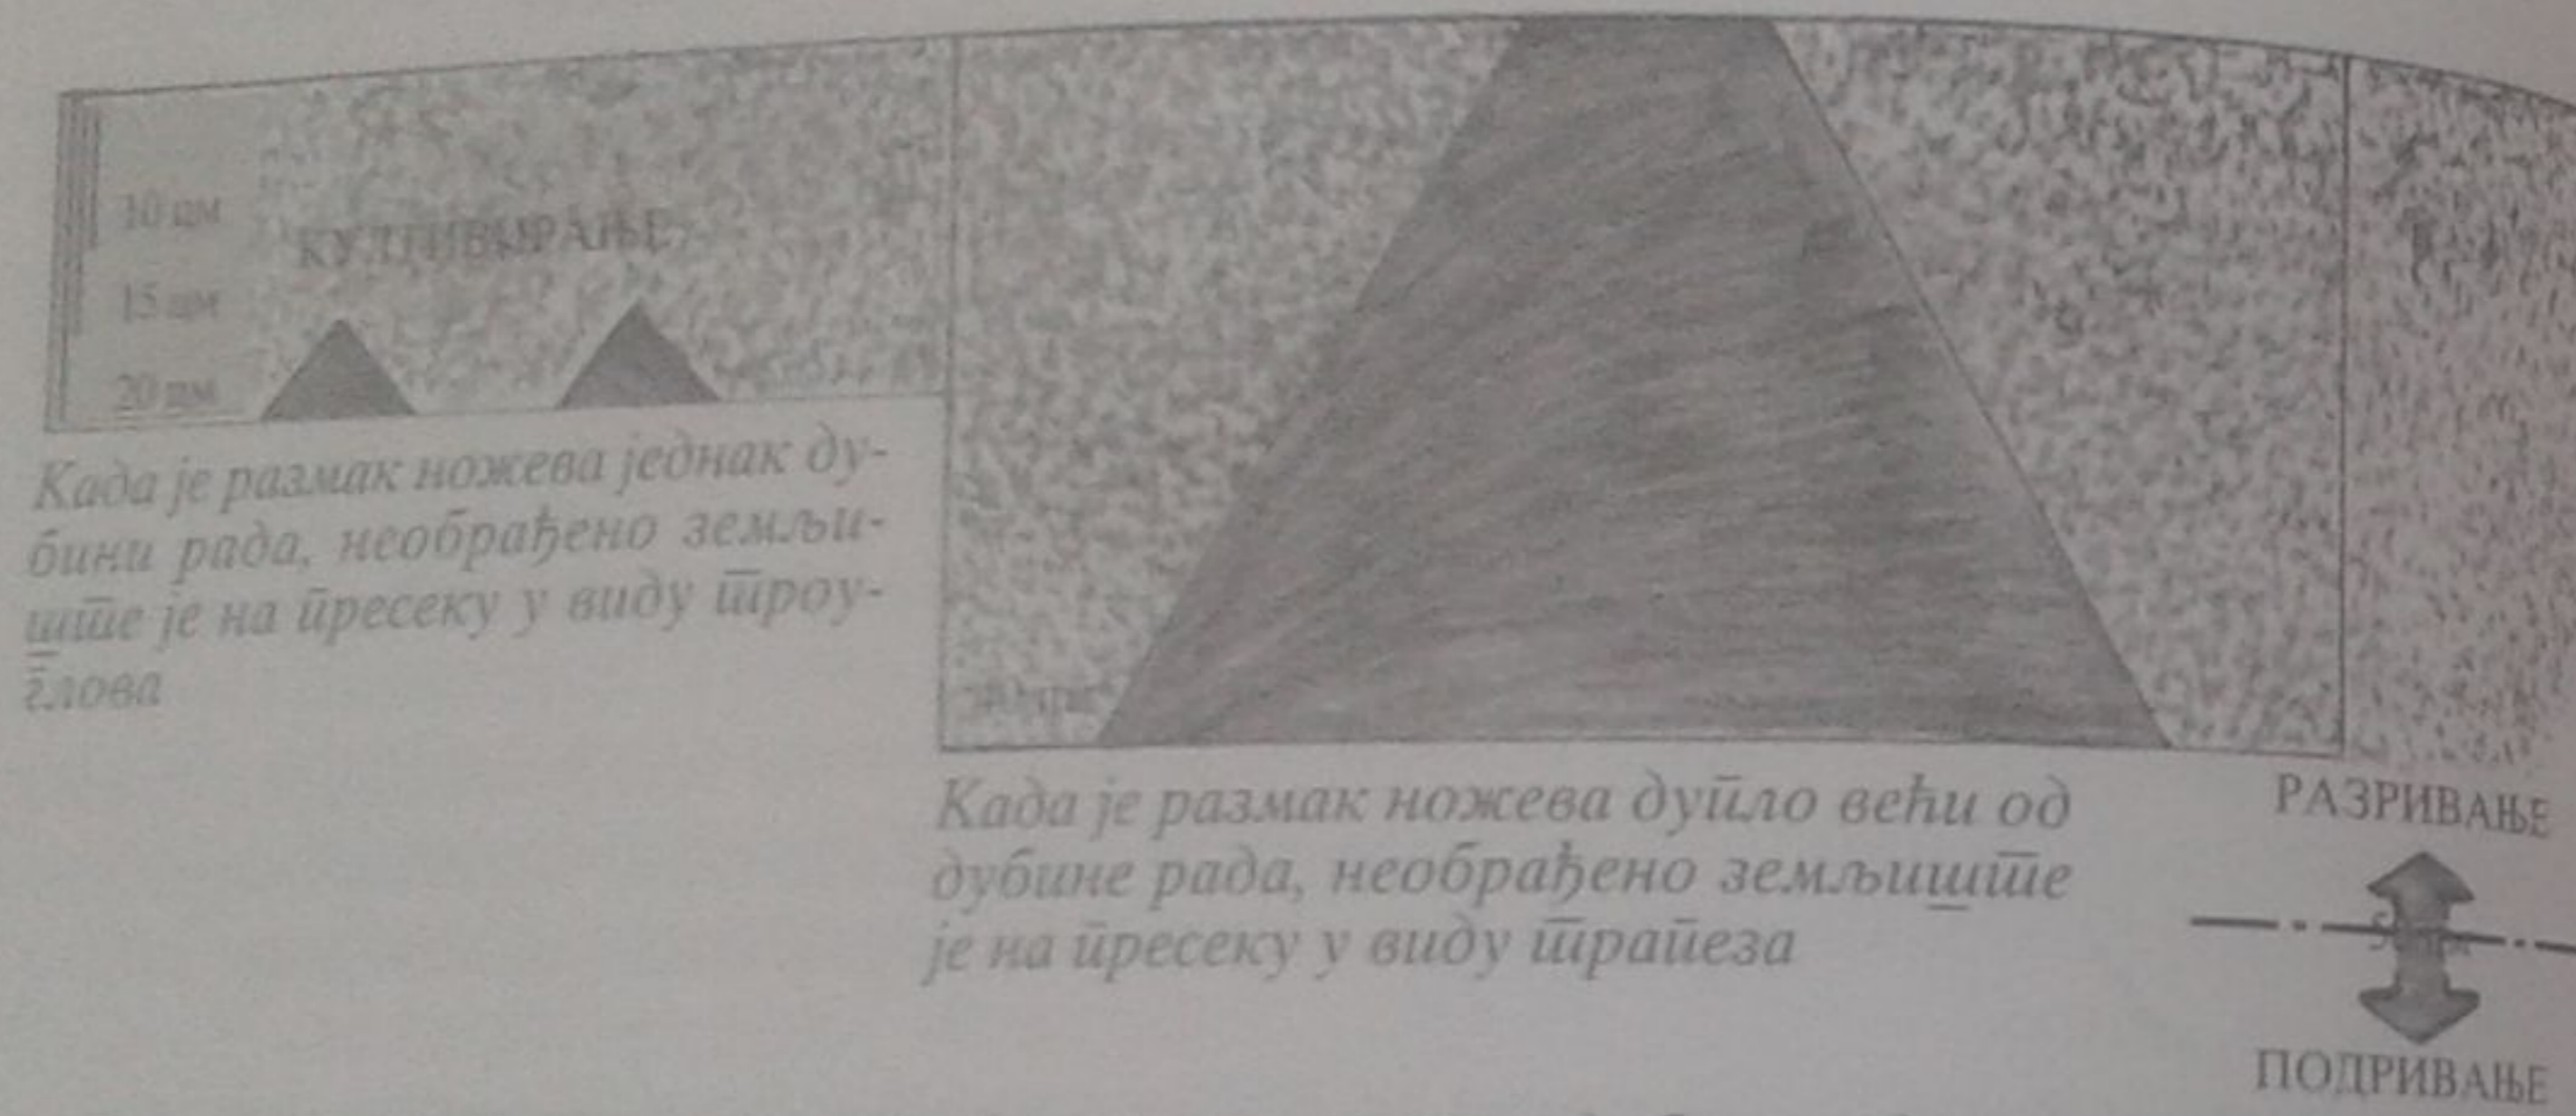 10 цм
КУЛТИВИРАЊЕ
15 цм
20 цм
Када је размак ножева једнак ду-
бини рада, необрађено земљи-
ште је на пресеку у виду троу-
глова
Када је размак ножева дупло већи од
дубине рада, необрађено земљиште
је на пресеку у виду трапеза
РАЗРИВАЊЕ
ПОДРИВАЊЕ